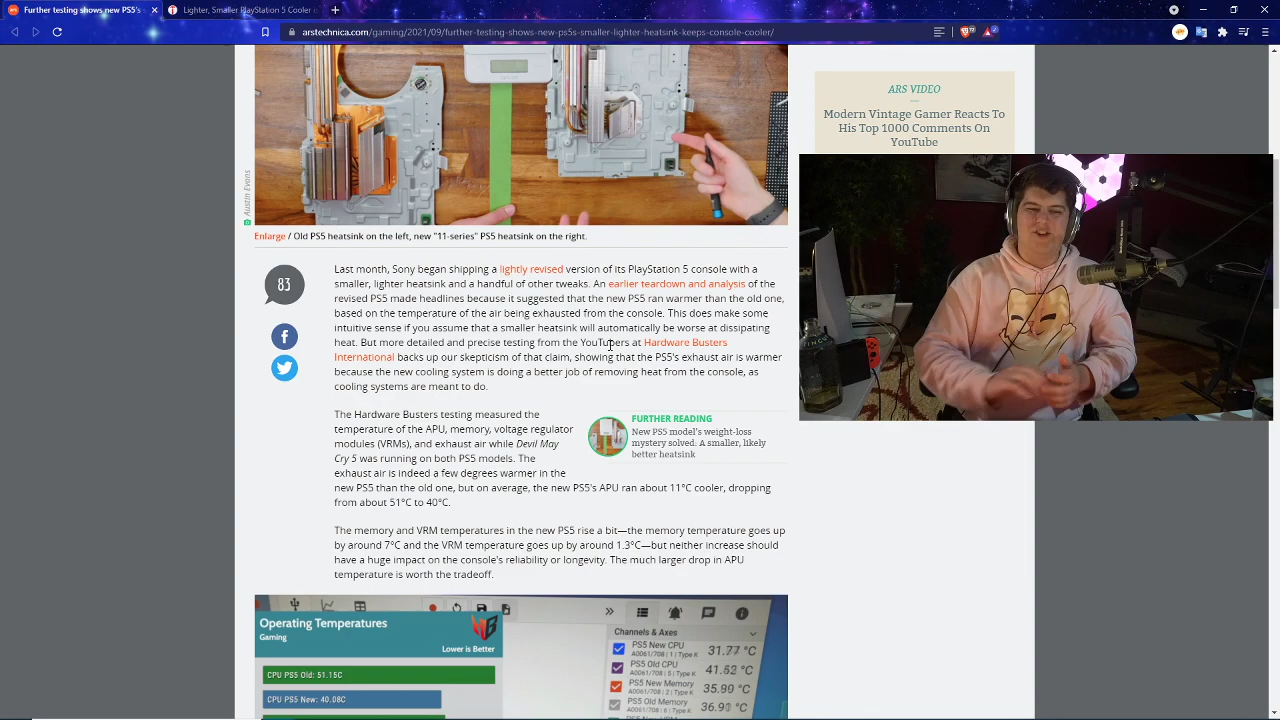 Further testing shows new PS5's s
Lighter, Smaller PlayStation 5 Cooler i
arstechnica.com/gaming/2021/09/further-testing-shows-new-ps5s-smaller-lighter-heatsink-keeps-console-cooler/
ARS VIDEO
Modern Vintage Gamer Reacts To
His Top 1000 Comments On
YouTube
Austin Evans
Enlarge / Old PS5 heatsink on the left, new "11-series" PS5 heatsink on the right.
83
Last month, Sony began shipping a lightly revised version of its PlayStation 5 console with a
smaller, lighter heatsink and a handful of other tweaks. An earlier teardown and analysis of the
revised PS5 made headlines because it suggested that the new PS5 ran warmer than the old one,
based on the temperature of the air being exhausted from the console. This does make some
intuitive sense if you assume that a smaller heatsink will automatically be worse at dissipating
heat. But more detailed and precise testing from the YouTubers at Hardware Busters
International backs up our skepticism of that claim, showing that the PS5's exhaust air is warmer
because the new cooling system is doing a better job of removing heat from the console, as
cooling systems are meant to do.
The Hardware Busters testing measured the
temperature of the APU, memory, voltage regulator
modules (VRMs), and exhaust air while Devil May
Cry 5 was running on both PS5 models. The
exhaust air is indeed a few degrees warmer in the
new PS5 than the old one, but on average, the new PS5's APU ran about 11°C cooler, dropping
from about 51°C to 40°C.
FURTHER READING
New PS5 model's weight-loss
mystery solved: A smaller, likely
better heatsink
The memory and VRM temperatures in the new PS5 rise a bit—the memory temperature goes up
by around 7°C and the VRM temperature goes up by around 1.3°C—but neither increase should
have a huge impact on the console's reliability or longevity. The much larger drop in APU
temperature is worth the tradeoff.
Operating Temperatures
Gaming
Lower is Better
CPU PS5 Old: 51.15C
CPU PS5 New: 40.08C
Channels & Axes
PS5 New CPU
A0061/708 | 1 | Type K
31.77 °C
PS5 Old CPU
A0061/708 | 5 | Type K
41.52 °C
PS5 New Memory
A0061/708 | 2 | Type K
35.90 °C
PS5 Old Memory
A0061/708 | 6 | Type K